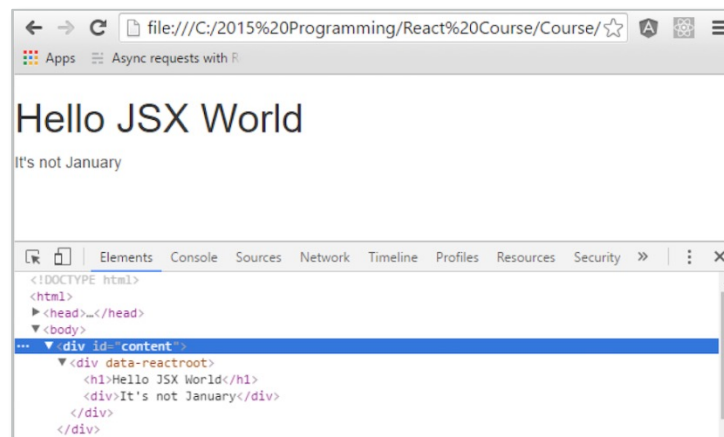 file:///C:/2015%20Programming/React%20Course/Course/
Apps Async requests with R
Hello JSX World
It's not January
Elements Console Sources Network Timeline Profiles Resources Security »
<!DOCTYPE html>
<html>
<head>…</head>
<body>
<div id="content">
<div data-reactroot>
<h1>Hello JSX World</h1>
<div>It's not January</div>
</div>
</div>